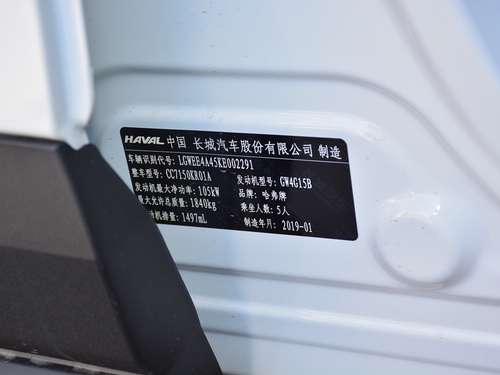 HAVAL 中国 长城汽车股份有限公司 制造
车辆识别代号: LGWEE4A45KE002291
整车型号: CC7150KR01A 发动机型号: GW4G15B
发动机最大净功率: 105kW 品牌: 哈弗牌
最大允许总质量: 1840kg 乘坐人数: 5人
动机排量: 1497mL 制造年月: 2019-01